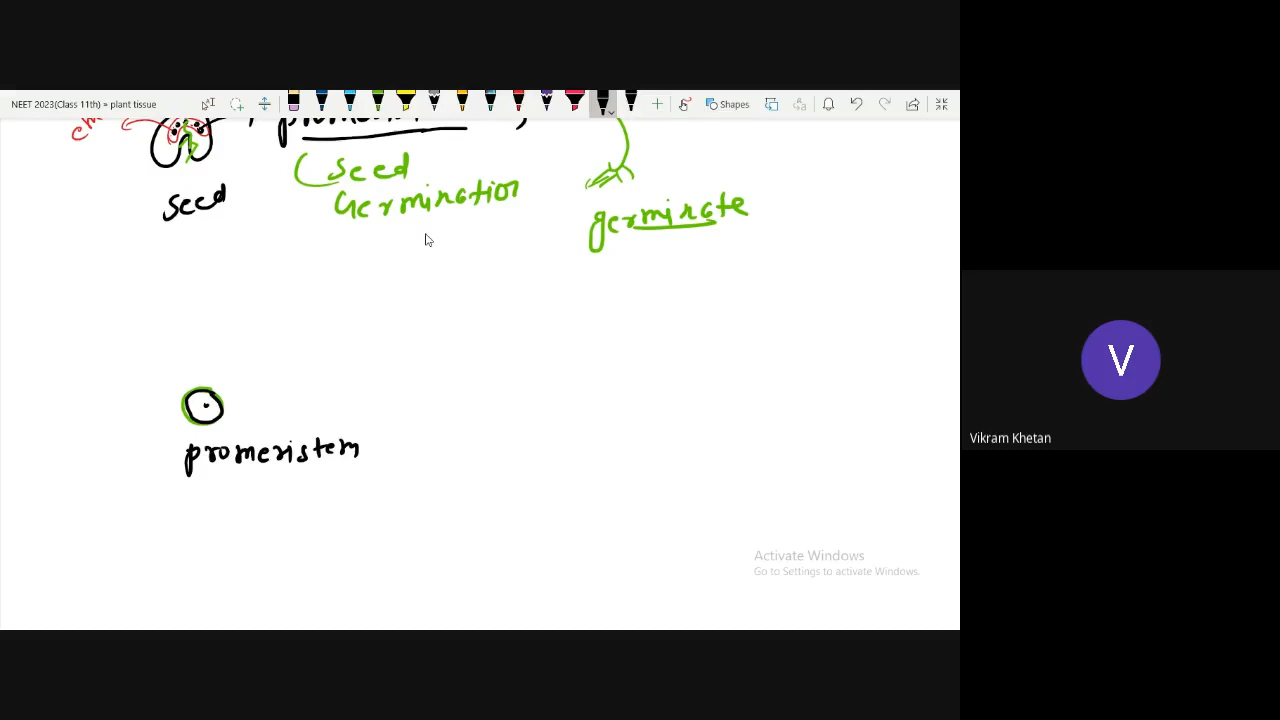 NEET 2023(Class 11th) » plant tissue
Shapes
seed
(seed
Germination
germinate
V
Vikram Khetan
promeristem
Activate Windows
Go to Settings to activate Windows.